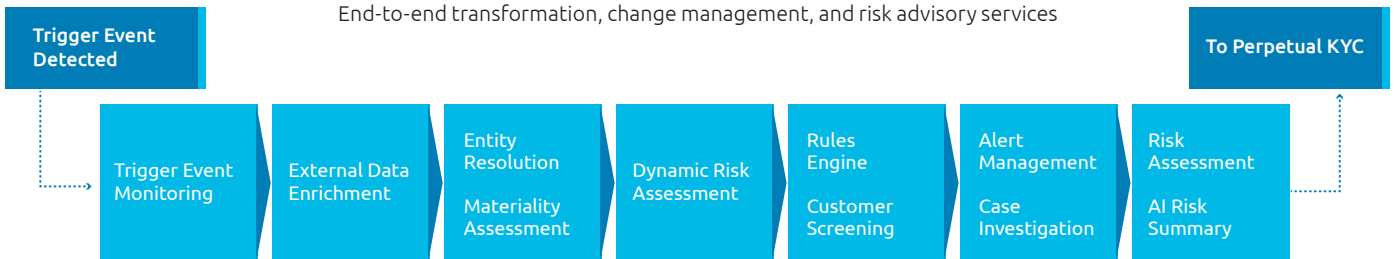 End-to-end transformation, change management, and risk advisory services
Trigger Event
Detected
To Perpetual KYC
Trigger Event
Monitoring
External Data
Enrichment
Entity
Resolution
Materiality
Assessment
Dynamic Risk
Assessment
Rules
Engine
Customer
Screening
Alert
Management
Case
Investigation
Risk
Assessment
AI Risk
Summary